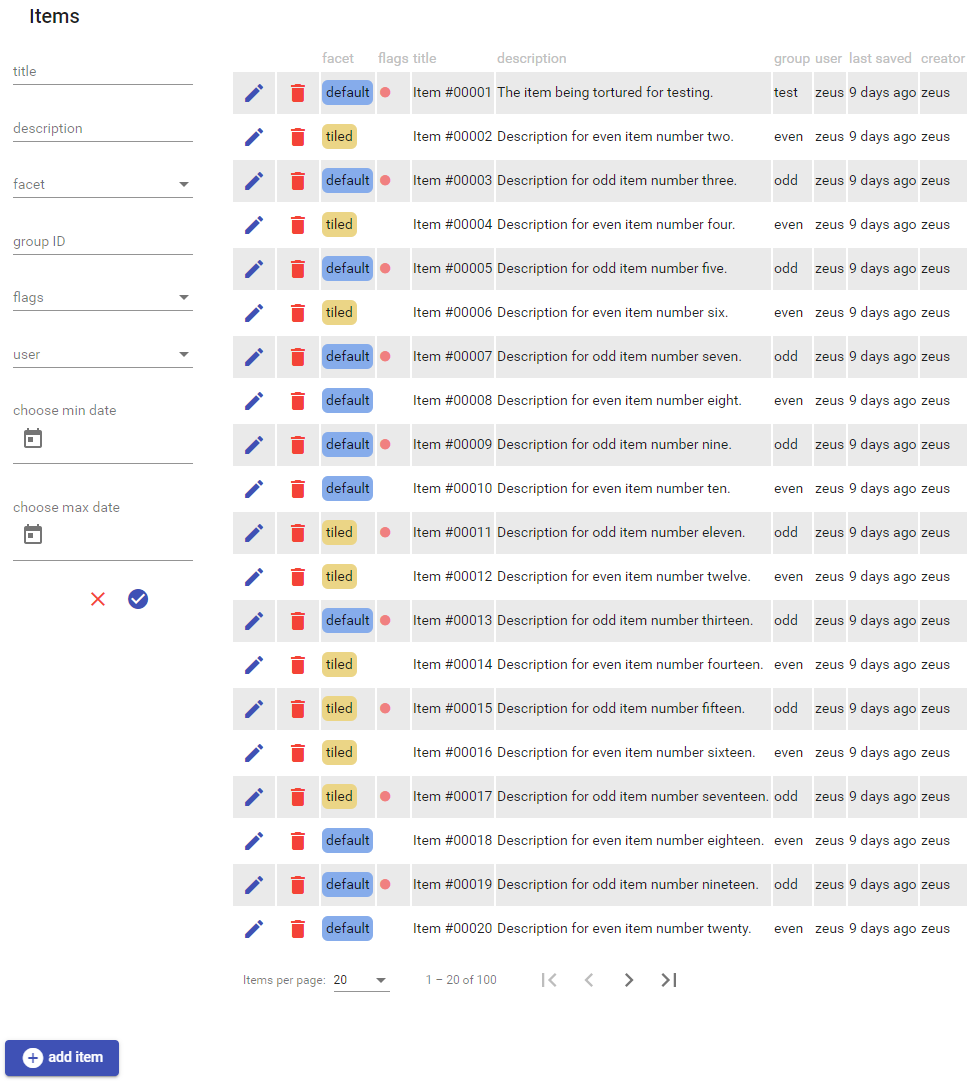 Items
title
description
facet
group ID
flags
user
choose min date
choose max date
facet flags title description group user last saved creator
default Item #00001 The item being tortured for testing. test zeus 9 days ago zeus
tiled Item #00002 Description for even item number two. even zeus 9 days ago zeus
default Item #00003 Description for odd item number three. odd zeus 9 days ago zeus
tiled Item #00004 Description for even item number four. even zeus 9 days ago zeus
default Item #00005 Description for odd item number five. odd zeus 9 days ago zeus
tiled Item #00006 Description for even item number six. even zeus 9 days ago zeus
default Item #00007 Description for odd item number seven. odd zeus 9 days ago zeus
default Item #00008 Description for even item number eight. even zeus 9 days ago zeus
default Item #00009 Description for odd item number nine. odd zeus 9 days ago zeus
default Item #00010 Description for even item number ten. even zeus 9 days ago zeus
tiled Item #00011 Description for odd item number eleven. odd zeus 9 days ago zeus
tiled Item #00012 Description for even item number twelve. even zeus 9 days ago zeus
default Item #00013 Description for odd item number thirteen. odd zeus 9 days ago zeus
tiled Item #00014 Description for even item number fourteen. even zeus 9 days ago zeus
tiled Item #00015 Description for odd item number fifteen. odd zeus 9 days ago zeus
tiled Item #00016 Description for even item number sixteen. even zeus 9 days ago zeus
tiled Item #00017 Description for odd item number seventeen. odd zeus 9 days ago zeus
default Item #00018 Description for even item number eighteen. even zeus 9 days ago zeus
default Item #00019 Description for odd item number nineteen. odd zeus 9 days ago zeus
default Item #00020 Description for even item number twenty. even zeus 9 days ago zeus
Items per page: 20 1 – 20 of 100
add item